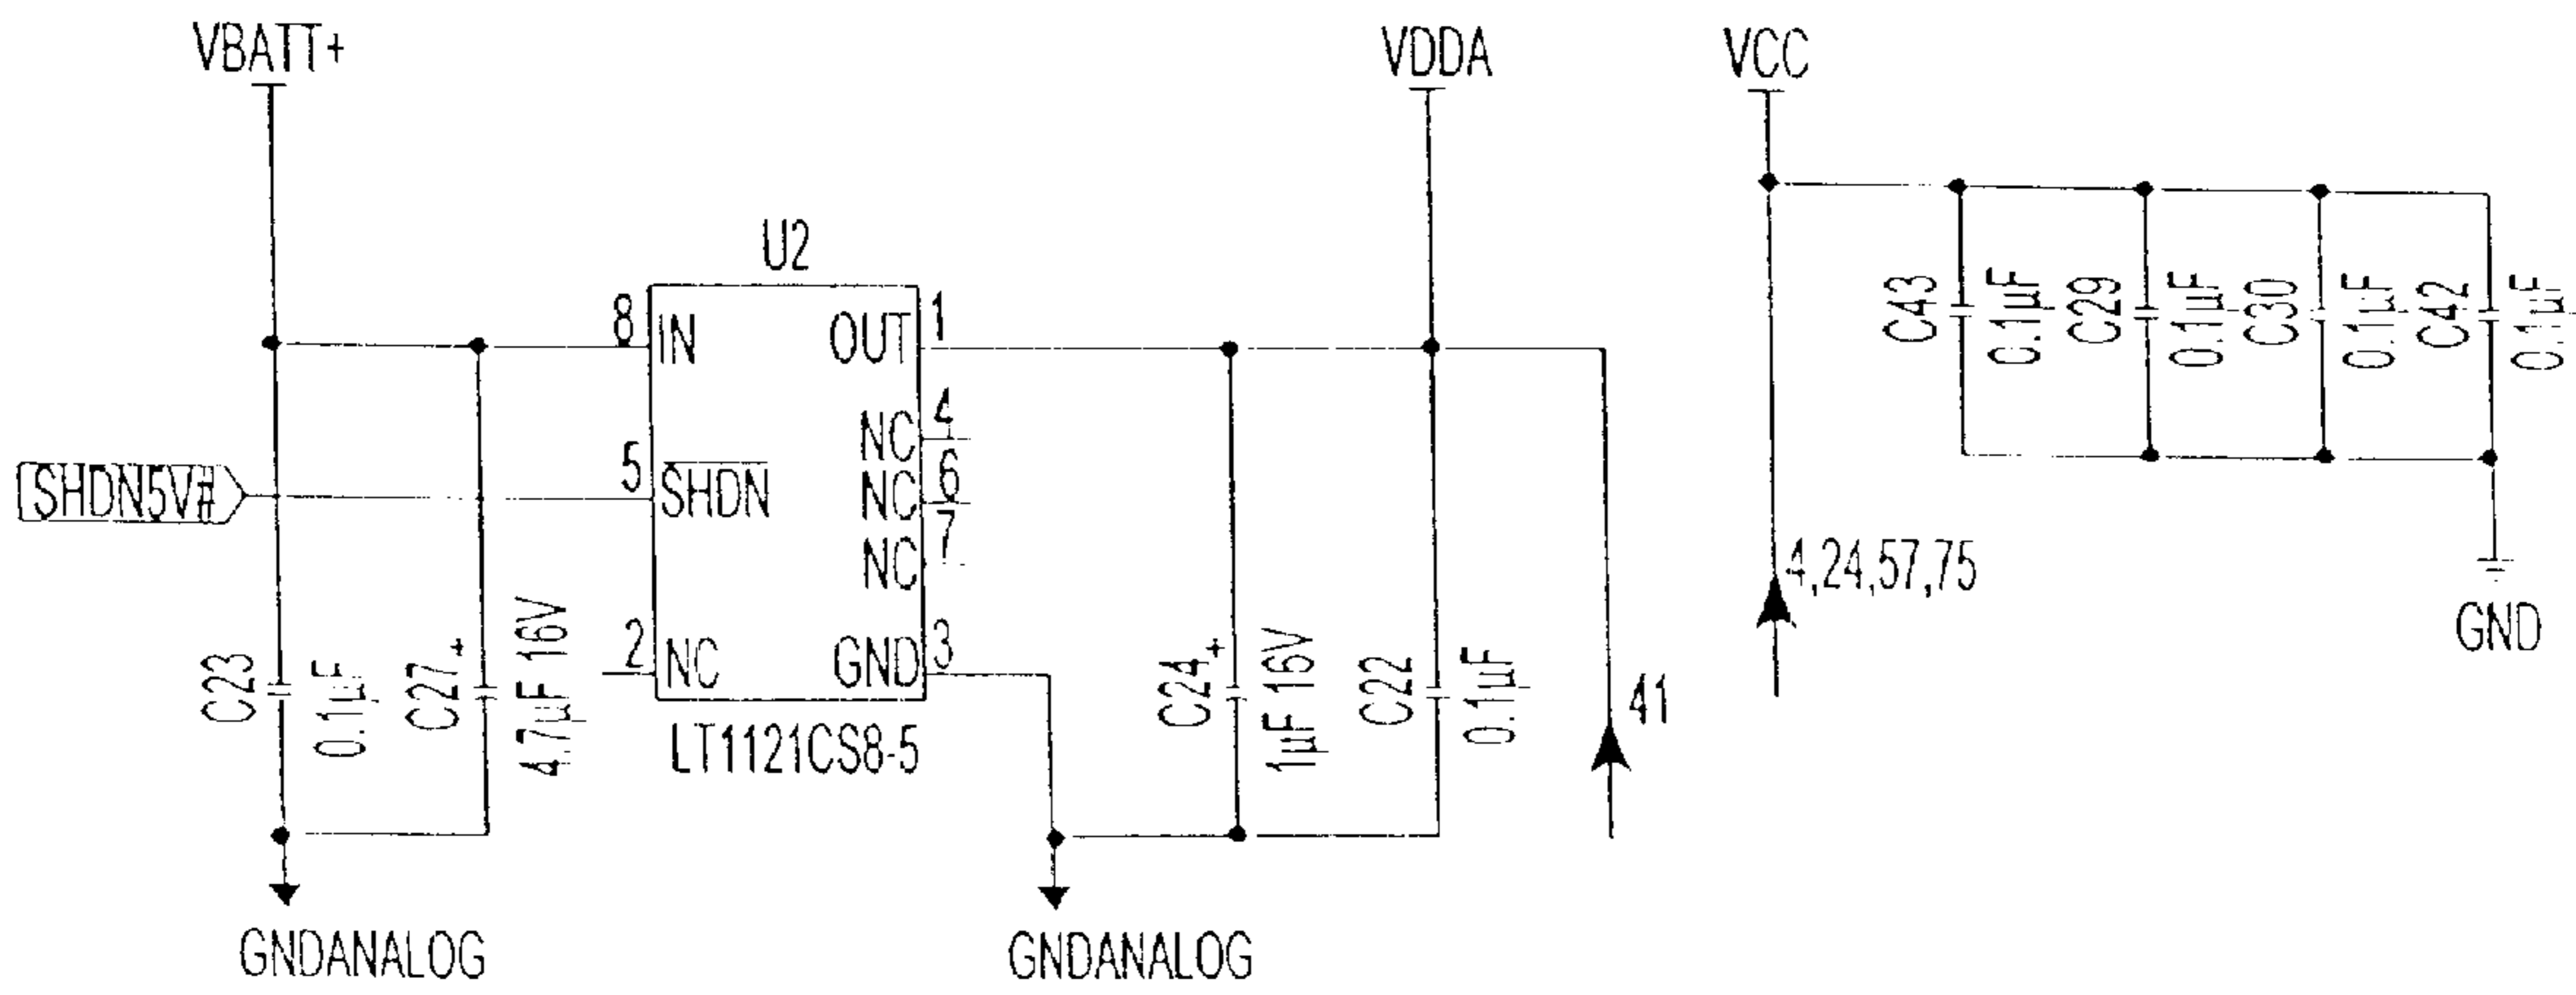 VBATT+
VDDA
VCC
U2
8
IN
OUT
1
NC
4
5
SHDN
NC
6
NC
7
SHDN5V#
2
NC
GND
3
LT1121CS8-5
C23
0.1µF
C27
+
4.7µF 16V
C24
+
1µF 16V
C22
0.1µF
41
C43
0.1µF
C29
0.1µF
C30
0.1µF
C42
0.1µF
4,24,57,75
GND
GNDANALOG
GNDANALOG